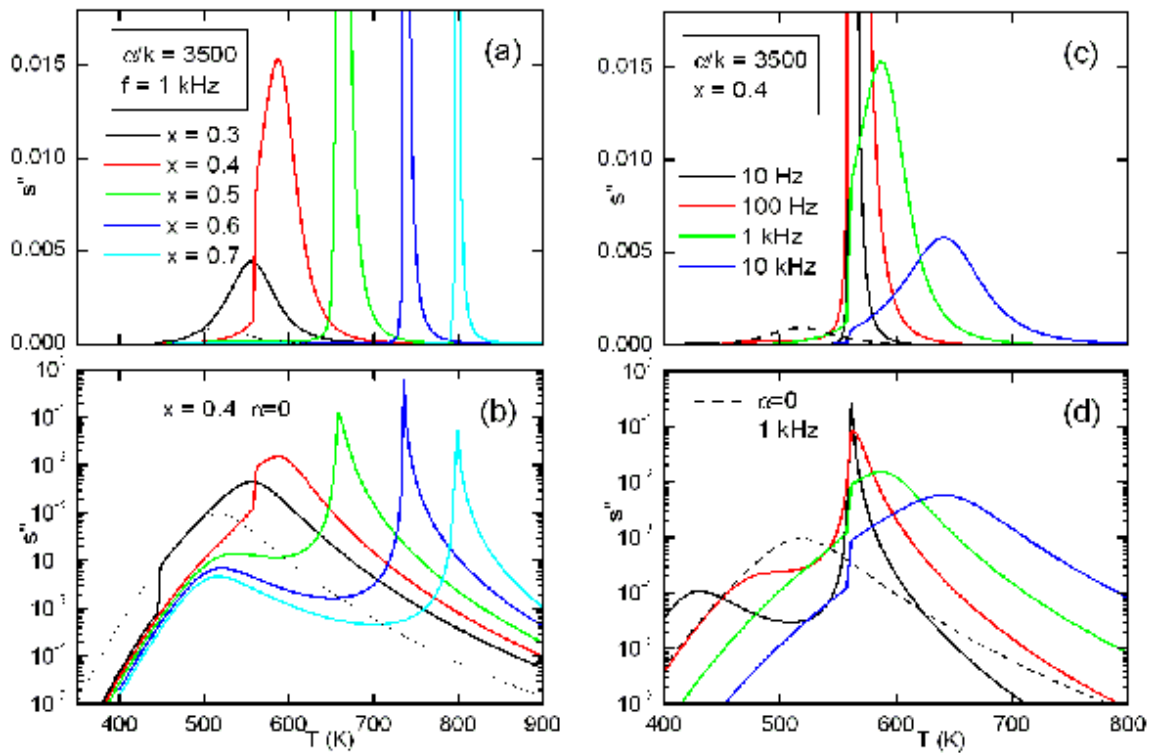 0.015
α/k = 3500
f = 1 kHz
(a)
x = 0.3
x = 0.4
x = 0.5
x = 0.6
x = 0.7
0.010
0.005
0.000
s''
0.015
α/k = 3500
x = 0.4
(c)
10 Hz
100 Hz
1 kHz
10 kHz
0.010
0.005
0.000
s''
x = 0.4 α=0
(b)
s''
400 500 600 700 800 900
T (K)
α=0
1 kHz
(d)
s''
400 500 600 700 800
T (K)